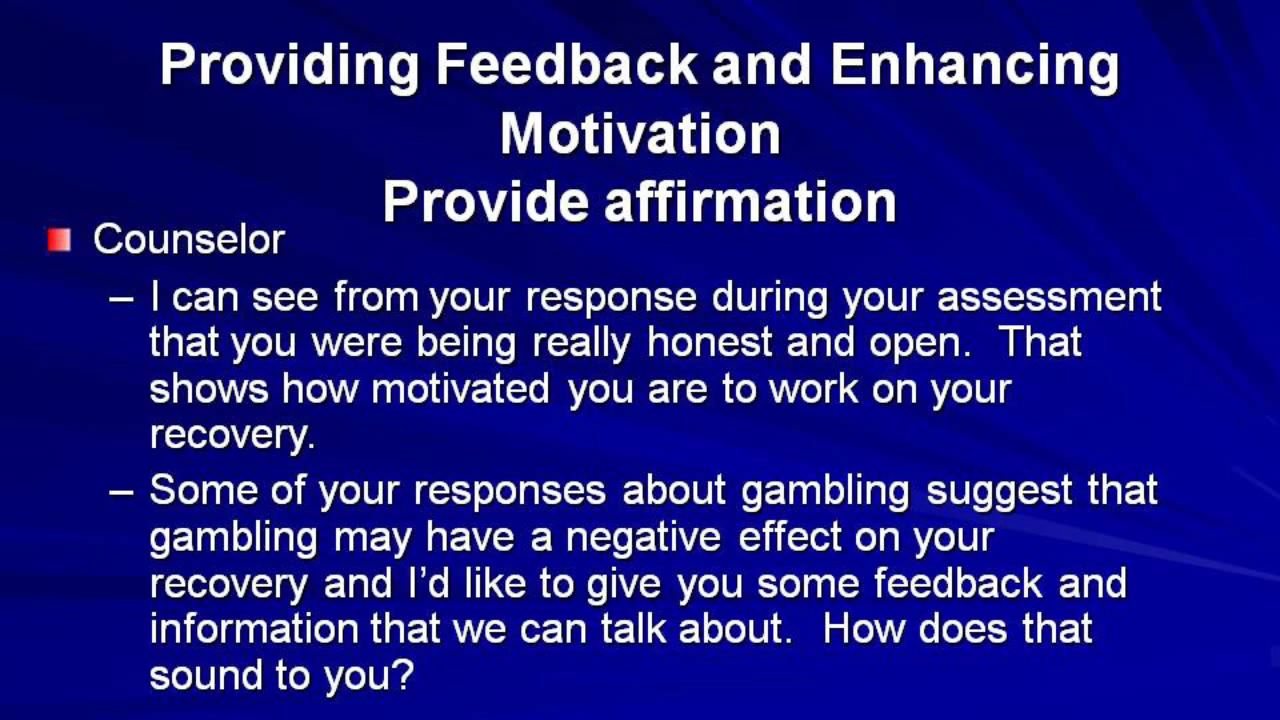 Providing Feedback and Enhancing
Motivation
Provide affirmation
Counselor
– I can see from your response during your assessment
that you were being really honest and open.  That
shows how motivated you are to work on your
recovery.
– Some of your responses about gambling suggest that
gambling may have a negative effect on your
recovery and I’d like to give you some feedback and
information that we can talk about.  How does that
sound to you?